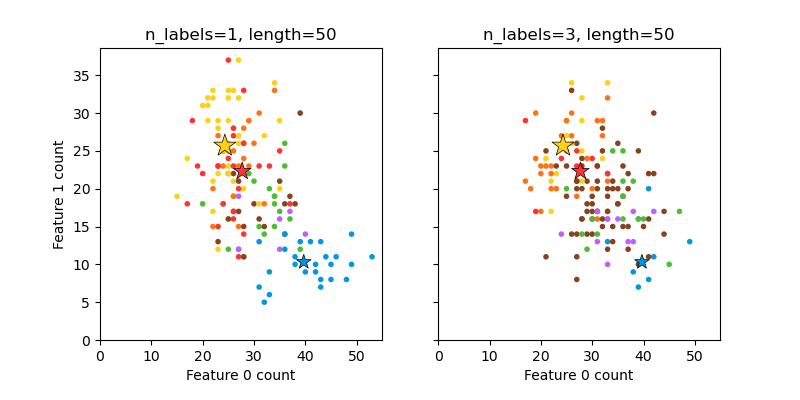 n_labels=1, length=50
n_labels=3, length=50
Feature 1 count
35
30
25
20
15
10
5
0
0 10 20 30 40 50
0 10 20 30 40 50
Feature 0 count
Feature 0 count